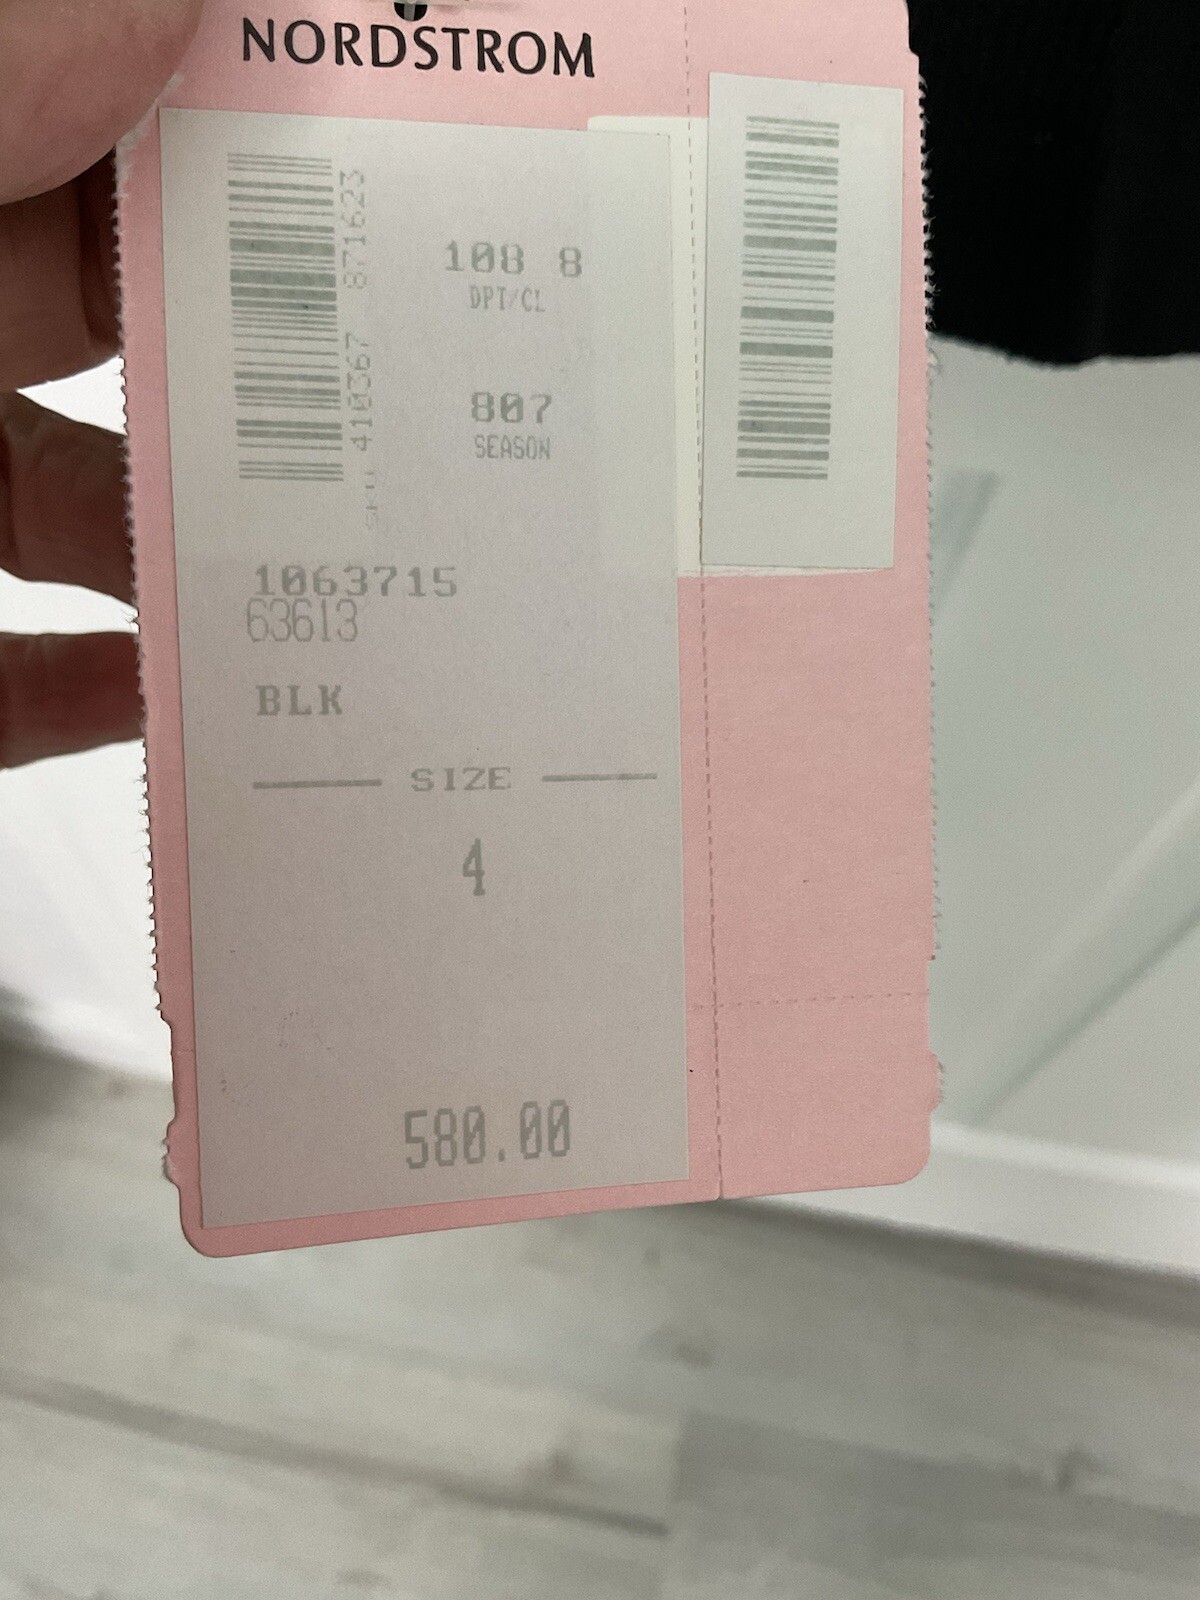 NORDSTROM
SKU 410367 871623
108 8
DPT/CL
807
SEASON
1063715
63613
BLK
SIZE
4
580.00